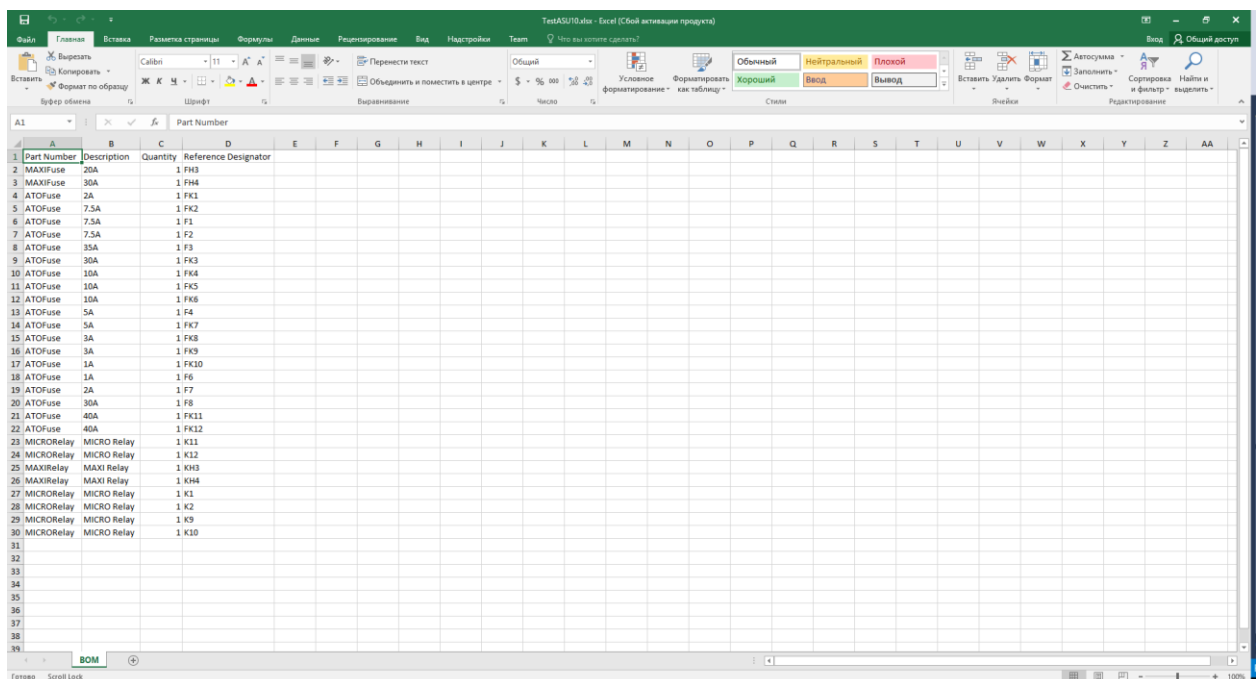 TestASU10.xlsx - Excel (Сбой активации продукта)
Файл Главная Вставка Разметка страницы Формулы Данные Рецензирование Вид Надстройки Team Что вы хотите сделать? Вход Общий доступ
Вставить
Вырезать
Копировать
Формат по образцу
Буфер обмена
Calibri 11
Ж К Ч
Шрифт
Перенести текст
Объединить и поместить в центре
Выравнивание
Общий
$ % 000
Число
Условное форматирование
Форматировать как таблицу
Обычный Нейтральный Плохой
Хороший Ввод Вывод
Стили
Вставить Удалить Формат
Ячейки
Автосумма
Заполнить
Очистить
Сортировка и фильтр
Найти и выделить
Редактирование
A1 fx Part Number
A B C D E F G H I J K L M N O P Q R S T U V W X Y Z AA
1 Part Number Description Quantity Reference Designator
2 MAXIFuse 20A 1 FH3
3 MAXIFuse 30A 1 FH4
4 ATOFuse 2A 1 FK1
5 ATOFuse 7.5A 1 FK2
6 ATOFuse 7.5A 1 F1
7 ATOFuse 7.5A 1 F2
8 ATOFuse 35A 1 F3
9 ATOFuse 30A 1 FK3
10 ATOFuse 10A 1 FK4
11 ATOFuse 10A 1 FK5
12 ATOFuse 10A 1 FK6
13 ATOFuse 5A 1 F4
14 ATOFuse 5A 1 FK7
15 ATOFuse 3A 1 FK8
16 ATOFuse 3A 1 FK9
17 ATOFuse 1A 1 FK10
18 ATOFuse 1A 1 F6
19 ATOFuse 2A 1 F7
20 ATOFuse 30A 1 F8
21 ATOFuse 40A 1 FK11
22 ATOFuse 40A 1 FK12
23 MICRORelay MICRO Relay 1 K11
24 MICRORelay MICRO Relay 1 K12
25 MAXIRelay MAXI Relay 1 KH3
26 MAXIRelay MAXI Relay 1 KH4
27 MICRORelay MICRO Relay 1 K1
28 MICRORelay MICRO Relay 1 K2
29 MICRORelay MICRO Relay 1 K9
30 MICRORelay MICRO Relay 1 K10
31
32
33
34
35
36
37
38
39
BOM
Готово Scroll Lock 100%